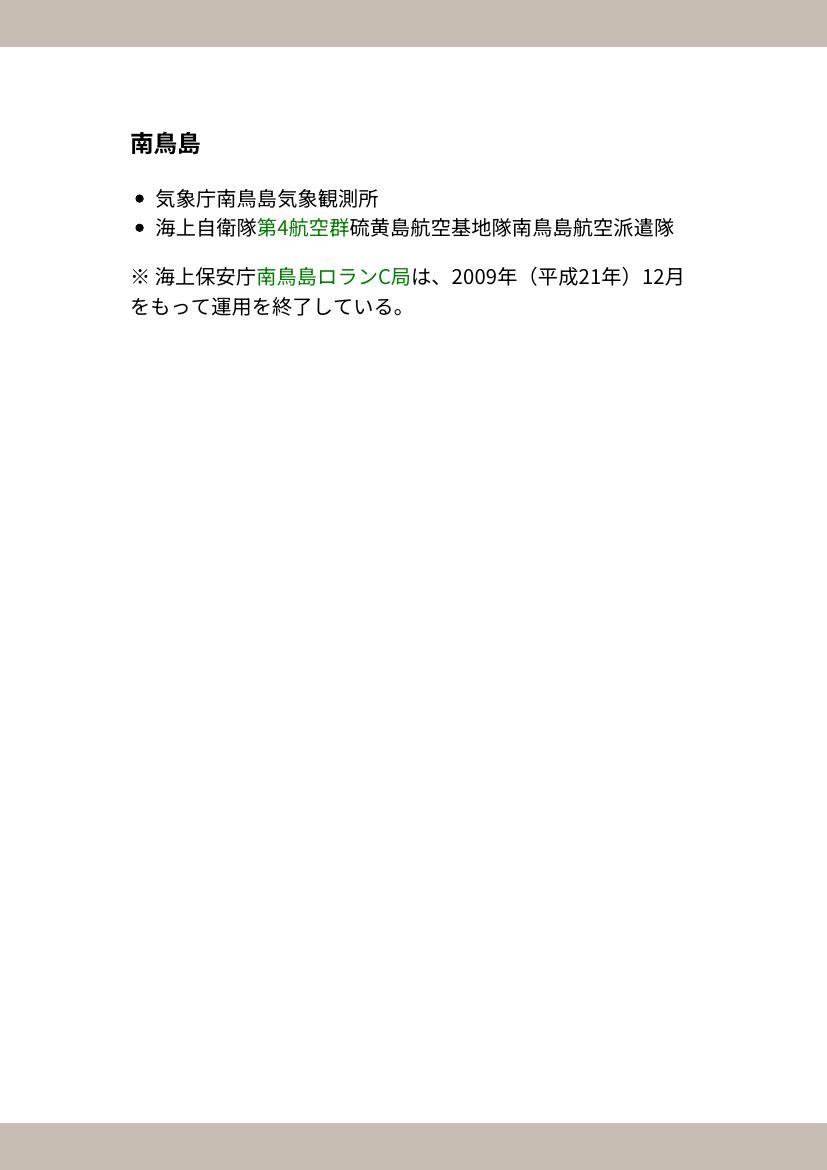 南鳥島
• 気象庁南鳥島気象観測所
• 海上自衛隊第4航空群硫黄島航空基地隊南鳥島航空派遣隊
※ 海上保安庁南鳥島ロランC局は、2009年（平成21年）12月
をもって運用を終了している。